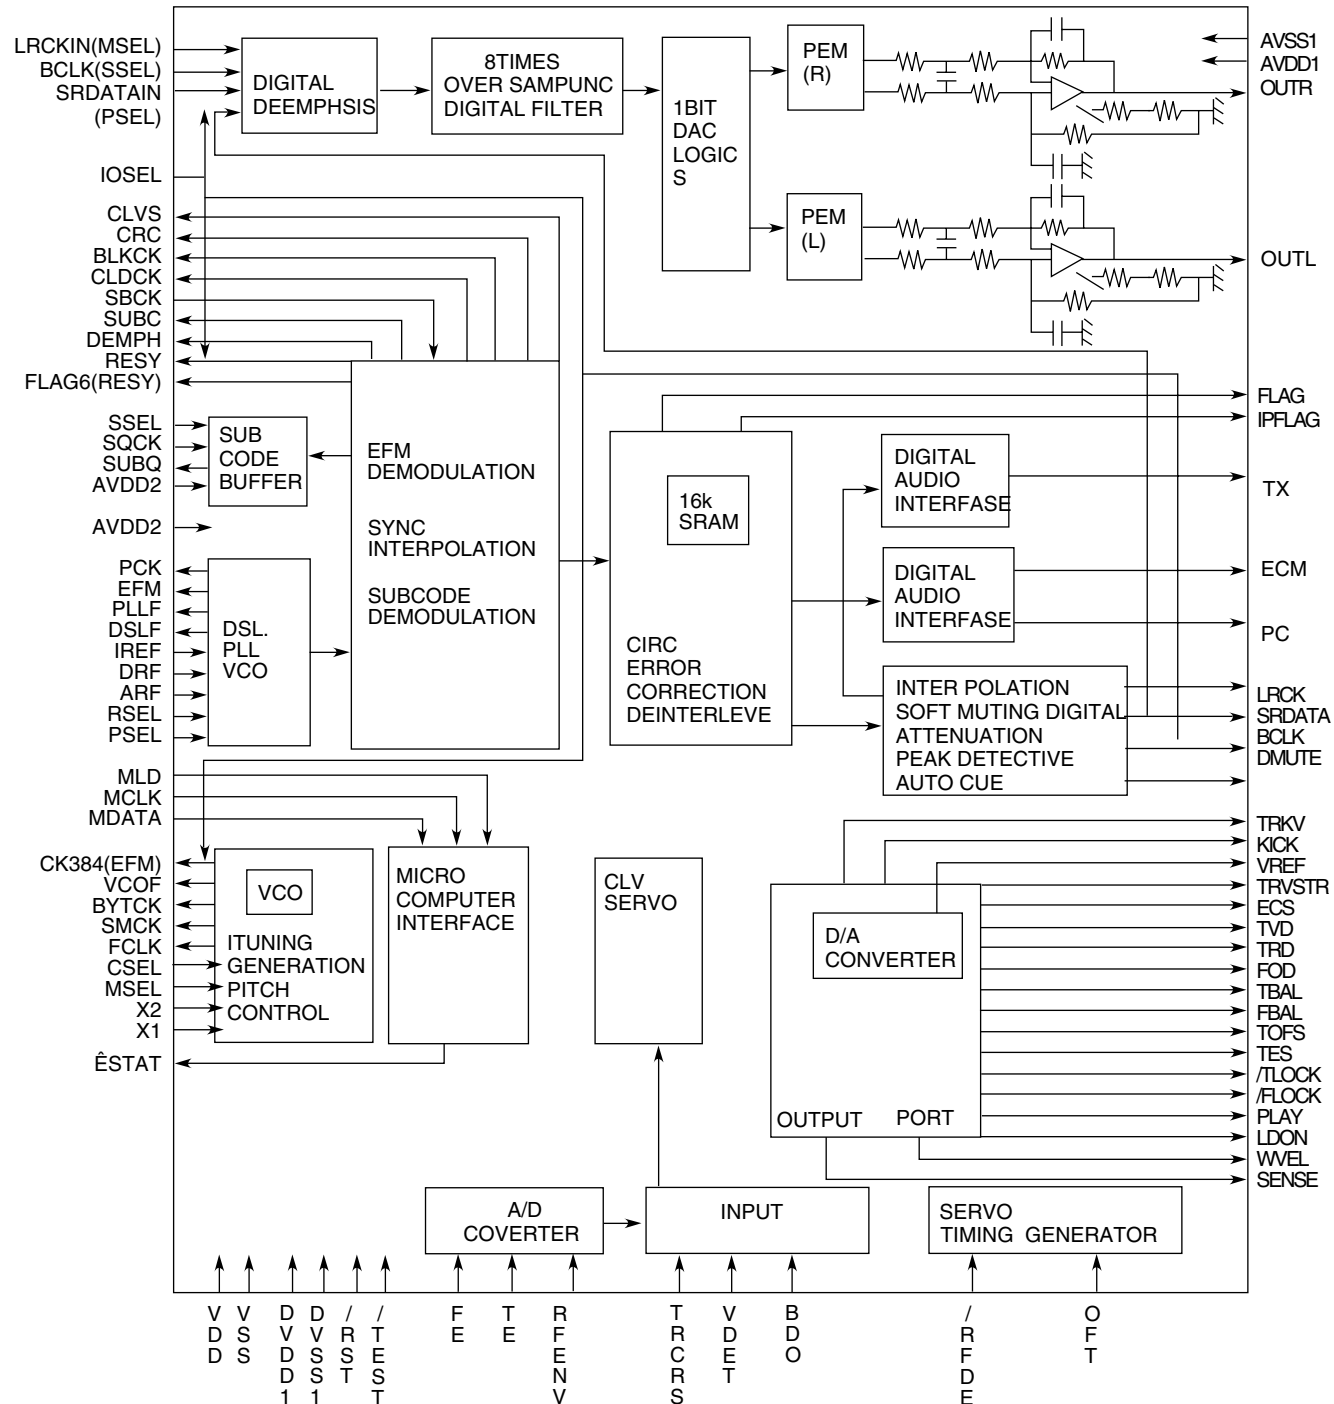 LRCKIN(MSEL)
BCLK(SSEL)
SRDATAIN
(PSEL)
IOSEL
CLVS
CRC
BLKCK
CLDCK
SBCK
SUBC
DEMPH
RESY
FLAG6(RESY)
SSEL
SQCK
SUBQ
AVDD2
AVDD2
PCK
EFM
PLLF
DSLF
IREF
DRF
ARF
RSEL
PSEL
MLD
MCLK
MDATA
CK384(EFM)
VCOF
BYTCK
SMCK
FCLK
CSEL
MSEL
X2
X1
ÊSTAT
DIGITAL
DEEMPHSIS
8TIMES
OVER SAMPUNC
DIGITAL FILTER
1BIT
DAC
LOGIC
S
PEM
(R)
PEM
(L)
AVSS1
AVDD1
OUTR
OUTL
SUB
CODE
BUFFER
EFM
DEMODULATION
SYNC
INTERPOLATION
SUBCODE
DEMODULATION
DSL.
PLL
VCO
16k
SRAM
CIRC
ERROR
CORRECTION
DEINTERLEVE
DIGITAL
AUDIO
INTERFASE
DIGITAL
AUDIO
INTERFASE
INTER POLATION
SOFT MUTING DIGITAL
ATTENUATION
PEAK DETECTIVE
AUTO CUE
FLAG
IPFLAG
TX
ECM
PC
LRCK
SRDATA
BCLK
DMUTE
VCO
ITUNING
GENERATION
PITCH
CONTROL
MICRO
COMPUTER
INTERFACE
CLV
SERVO
D/A
CONVERTER
OUTPUT PORT
TRKV
KICK
VREF
TRVSTR
ECS
TVD
TRD
FOD
TBAL
FBAL
TOFS
TES
/TLOCK
/FLOCK
PLAY
LDON
WVEL
SENSE
A/D
COVERTER
INPUT
SERVO
TIMING GENERATOR
VDD
VSS
DVDD1
DVSS1
/RST
/TEST
FE
TE
RFENV
TRCRS
VDET
BDO
/RFDE
OFT